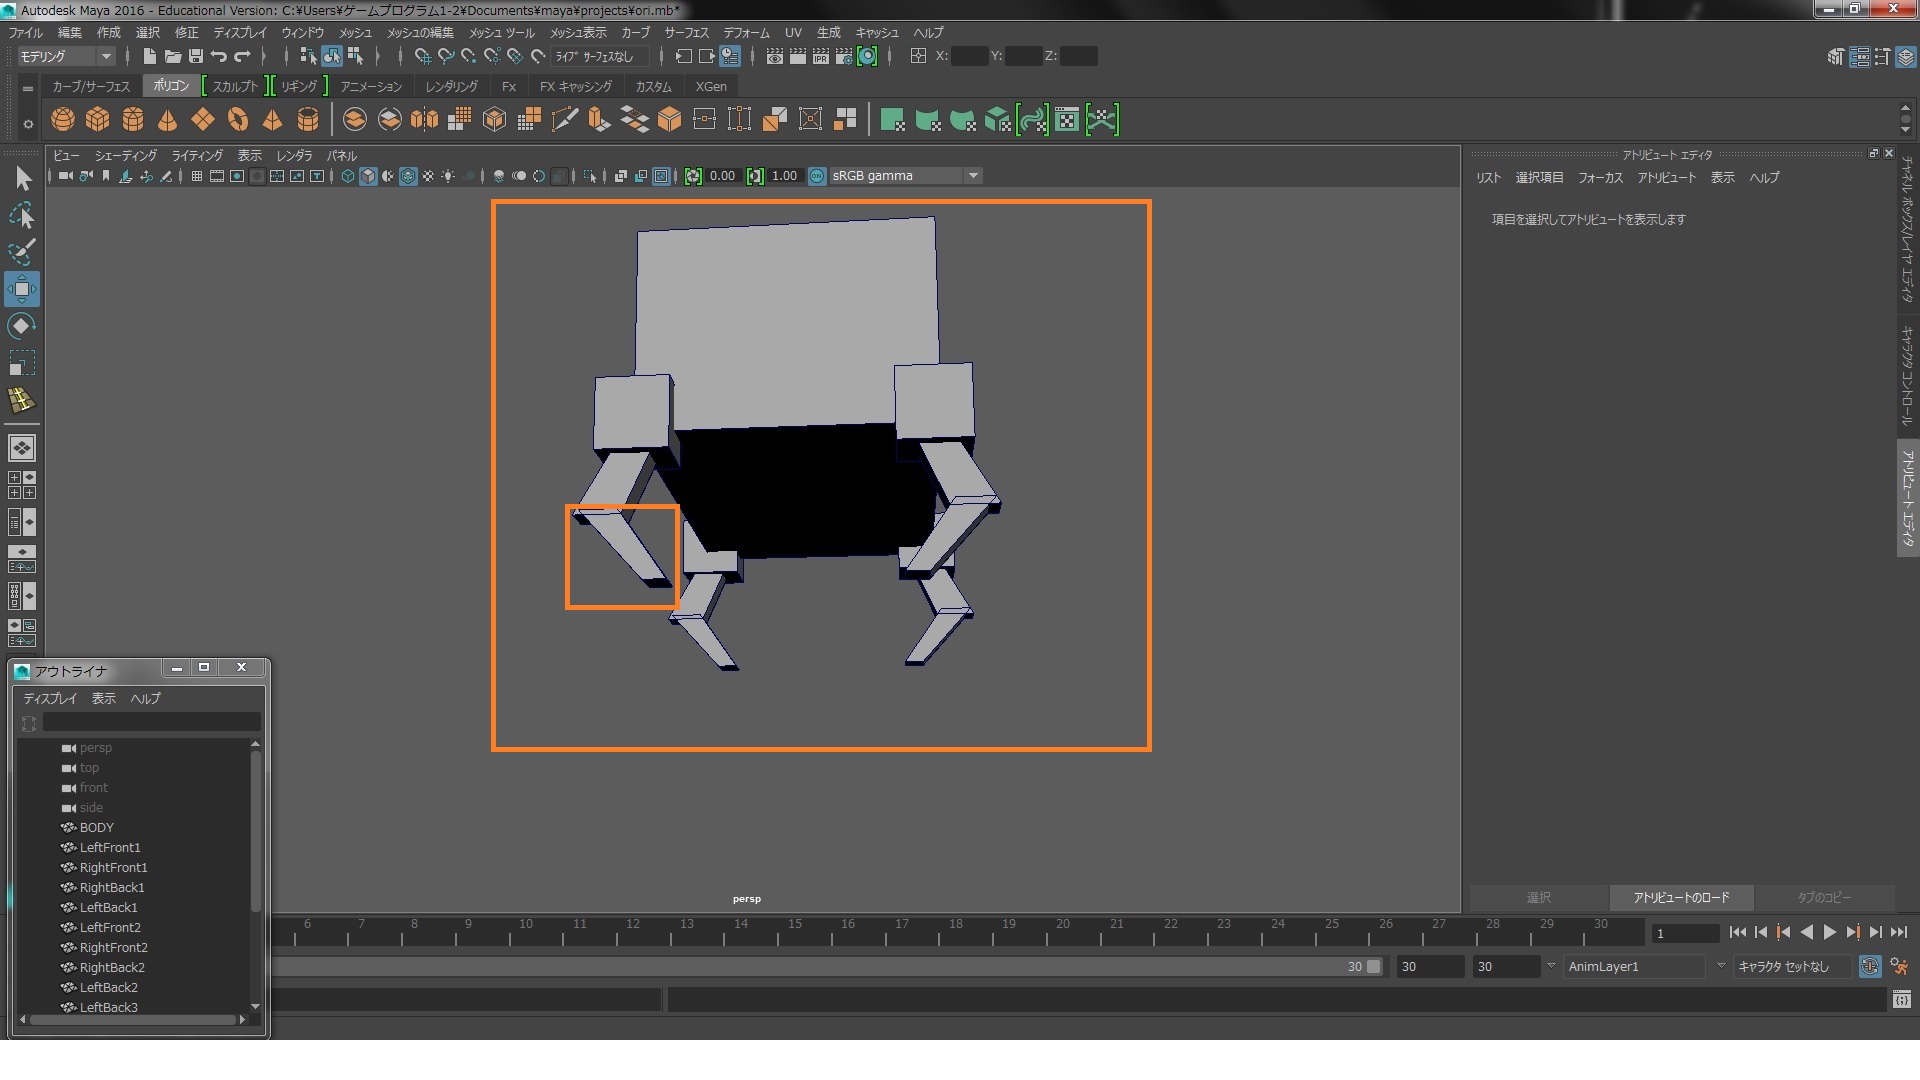 Autodesk Maya 2016 - Educational Version: C:¥Users¥ゲームプログラム1-2¥Documents¥maya¥projects¥ori.mb*
ファイル 編集 作成 選択 修正 ディスプレイ ウィンドウ メッシュ メッシュの編集 メッシュ ツール メッシュ表示 カーブ サーフェス デフォーム UV 生成 キャッシュ ヘルプ
モデリング ライブ サーフェスなし IPR X: Y: Z:
カーブ/サーフェス ポリゴン スカルプト リギング アニメーション レンダリング Fx FX キャッシング カスタム XGen
ビュー シェーディング ライティング 表示 レンダラ パネル
0.00 1.00 ON sRGB gamma
アトリビュート エディタ
リスト 選択項目 フォーカス アトリビュート 表示 ヘルプ
項目を選択してアトリビュートを表示します
チャネル ボックス/レイヤ エディタ
キャラクタ コントロール
アトリビュート エディタ
アウトライナ
ディスプレイ 表示 ヘルプ
persp
top
front
side
BODY
LeftFront1
RightFront1
RightBack1
LeftBack1
LeftFront2
RightFront2
RightBack2
LeftBack2
LeftBack3
persp
選択 アトリビュートのロード タブのコピー
6 7 8 9 10 11 12 13 14 15 16 17 18 19 20 21 22 23 24 25 26 27 28 29 30
1
30 30 30 AnimLayer1 キャラクタ セットなし